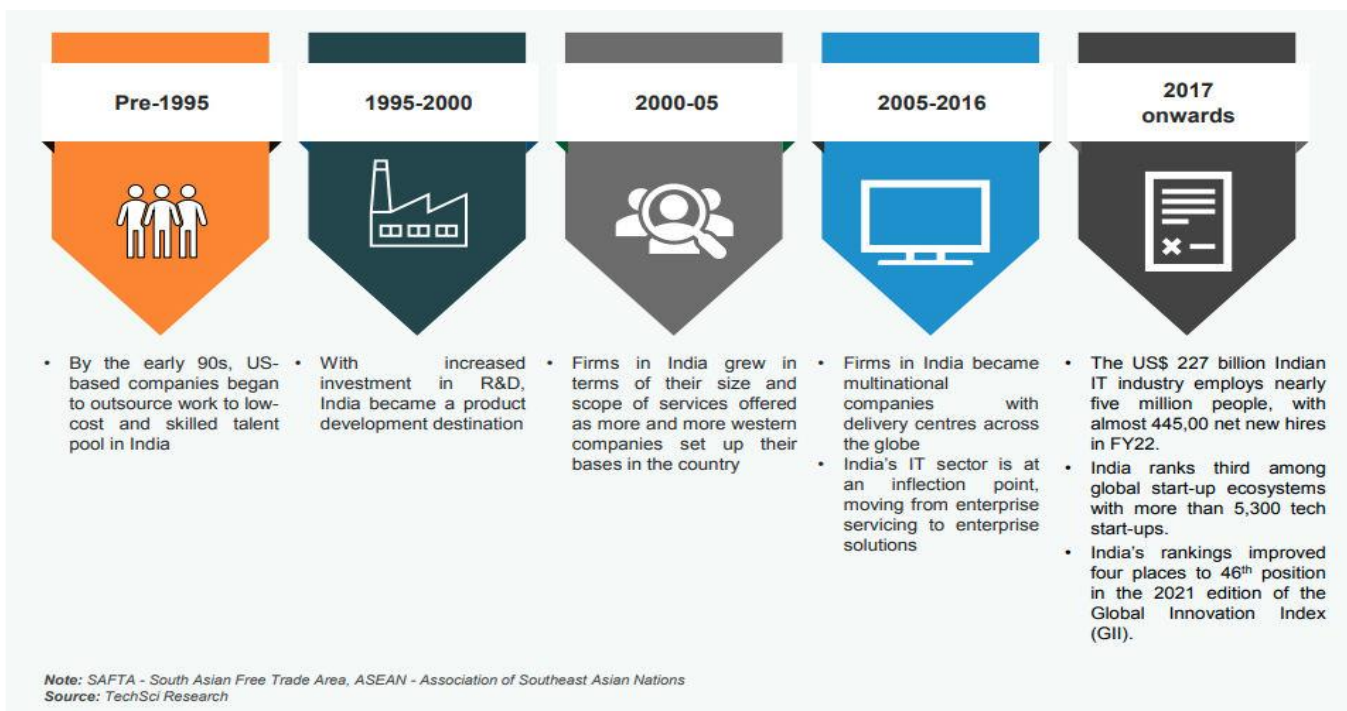 Pre-1995
1995-2000
2000-05
2005-2016
2017
onwards
• By the early 90s, US-
based companies began
to outsource work to low-
cost and skilled talent
pool in India
• With increased
investment in R&D,
India became a product
development destination
• Firms in India grew in
terms of their size and
scope of services offered
as more and more western
companies set up their
bases in the country
• Firms in India became
multinational
companies with
delivery centres across
the globe
• India's IT sector is at
an inflection point,
moving from enterprise
servicing to enterprise
solutions
• The US$ 227 billion Indian
IT industry employs nearly
five million people, with
almost 445,00 net new hires
in FY22.
• India ranks third among
global start-up ecosystems
with more than 5,300 tech
start-ups.
• India's rankings improved
four places to 46th position
in the 2021 edition of the
Global Innovation Index
(GII).
Note: SAFTA - South Asian Free Trade Area, ASEAN - Association of Southeast Asian Nations
Source: TechSci Research